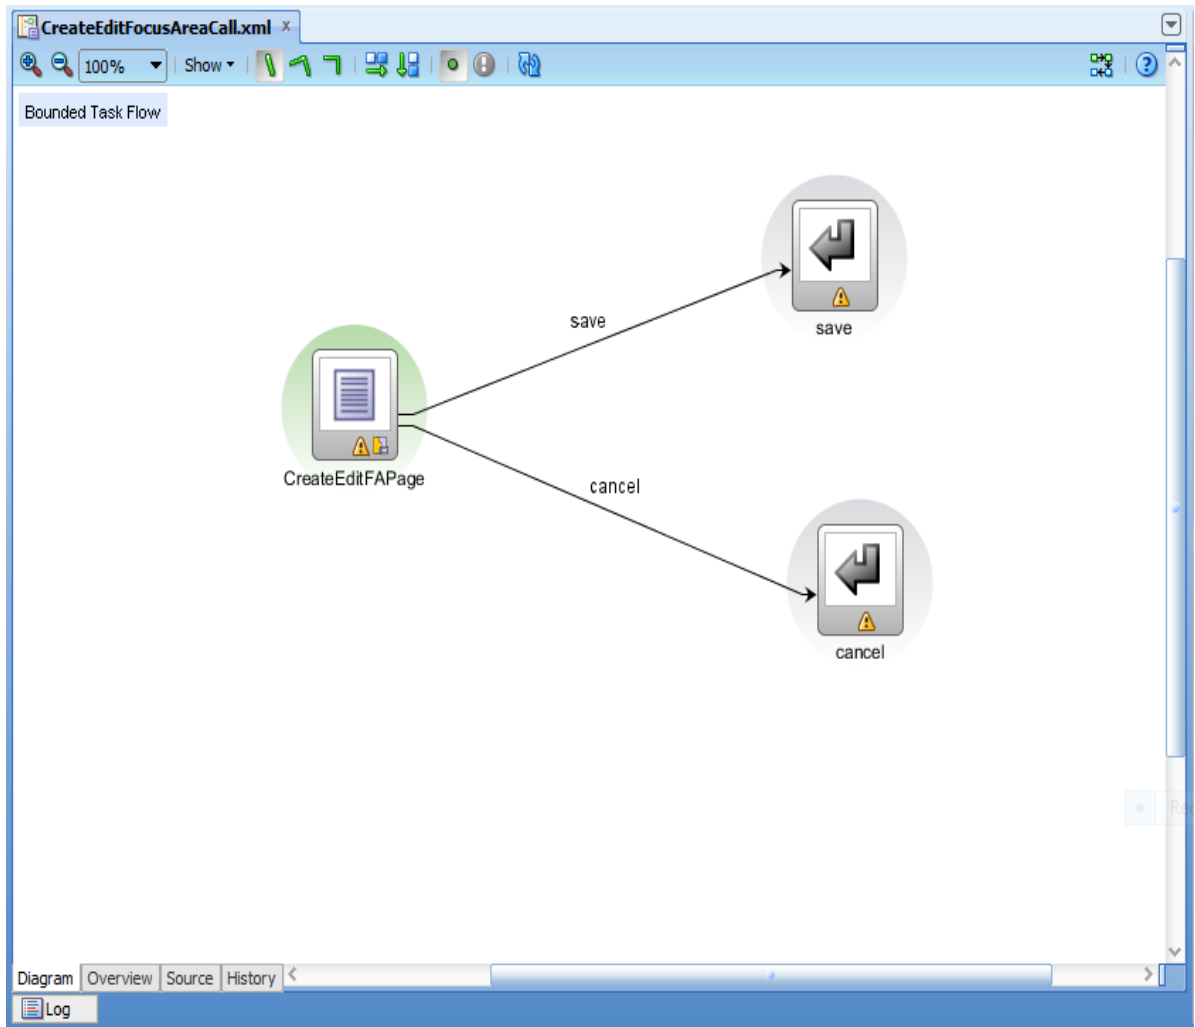 CreateEditFocusAreaCall.xml x
100% Show
Bounded Task Flow
save
save
CreateEditFAPage
cancel
cancel
Diagram Overview Source History
Log